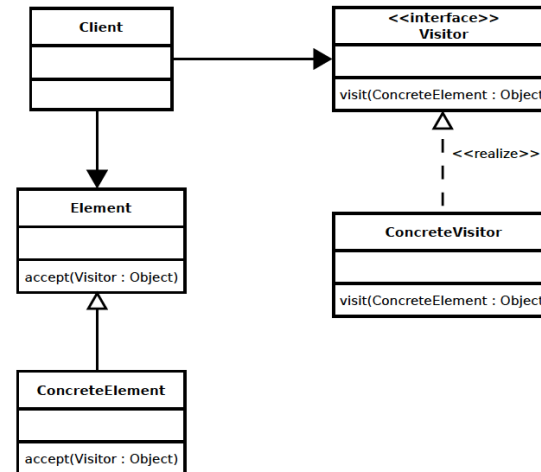 Client
<<interface>>
Visitor
visit(ConcreteElement : Object
<<realize>>
Element
accept(Visitor : Object)
ConcreteVisitor
visit(ConcreteElement : Object
ConcreteElement
accept(Visitor : Object)